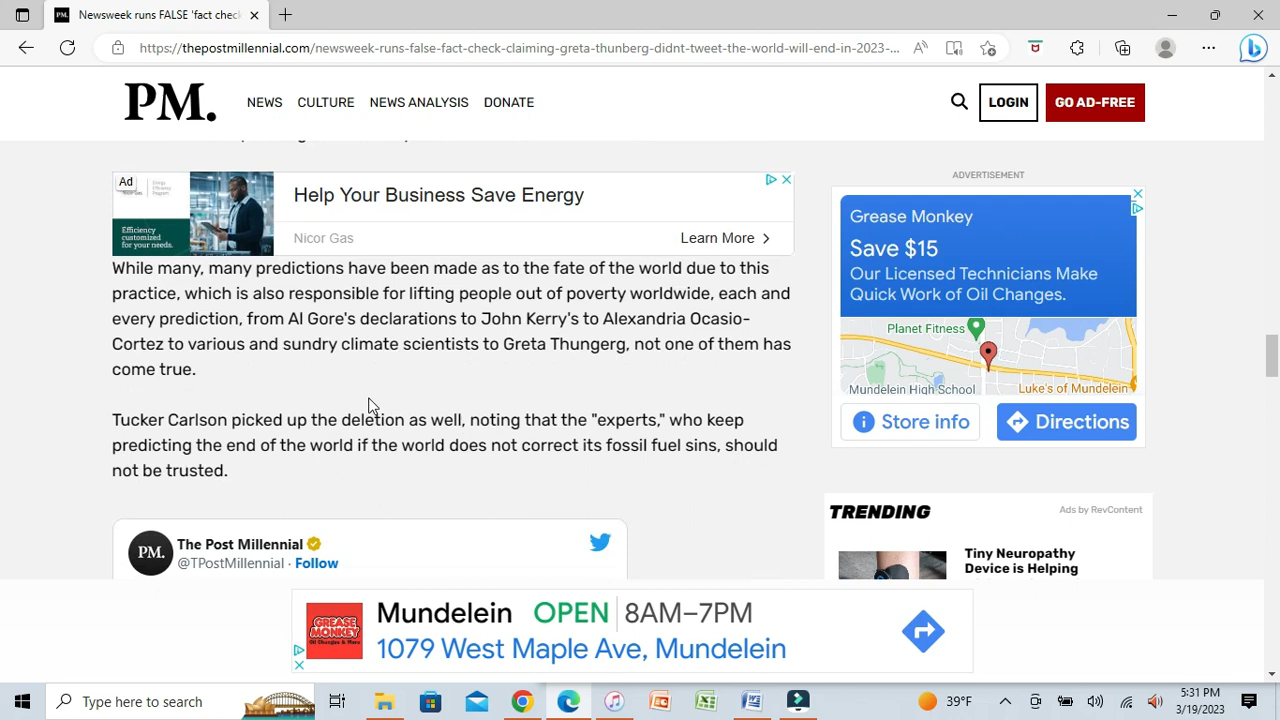 PM. Newsweek runs 'false fact check'
https://thepostmillennial.com/newsweek-runs-false-fact-check-claiming-greta-thunberg-didnt-tweet-the-world-will-end-in-2023-...
PM. NEWS CULTURE NEWS ANALYSIS DONATE LOGIN GO AD-FREE
Ad
Efficiency
customized
for your needs.
Help Your Business Save Energy
Nicor Gas Learn More
While many, many predictions have been made as to the fate of the world due to this
practice, which is also responsible for lifting people out of poverty worldwide, each and
every prediction, from Al Gore's declarations to John Kerry's to Alexandria Ocasio-
Cortez to various and sundry climate scientists to Greta Thungerg, not one of them has
come true.
Tucker Carlson picked up the deletion as well, noting that the "experts," who keep
predicting the end of the world if the world does not correct its fossil fuel sins, should
not be trusted.
PM. The Post Millennial
@TPostMillennial · Follow
ADVERTISEMENT
Grease Monkey
Save $15
Our Licensed Technicians Make
Quick Work of Oil Changes.
Planet Fitness
Mundelein High School Luke's of Mundelein
Store info Directions
TRENDING Ads by RevContent
Tiny Neuropathy
Device is Helping
GREASE MONKEY
Mundelein OPEN 8AM–7PM
1079 West Maple Ave, Mundelein
Type here to search
39°F
5:31 PM
3/19/2023